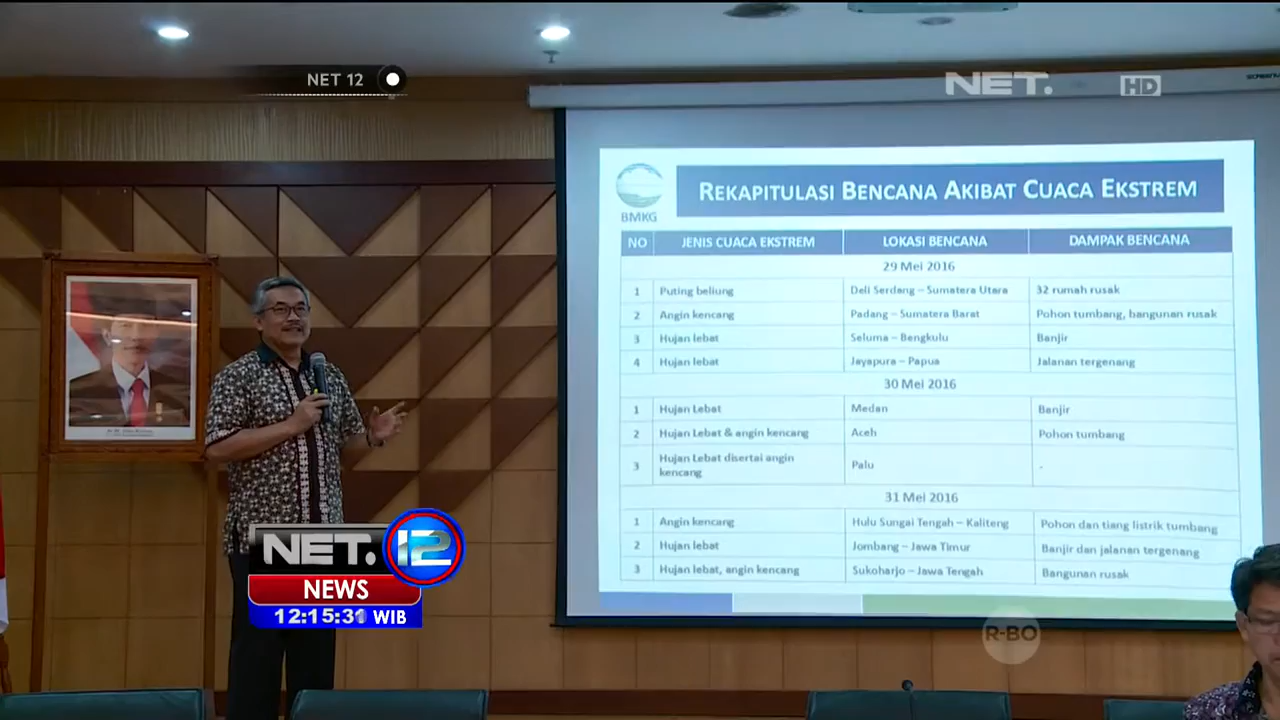 NET 12
NET. HD
BMKG
REKAPITULASI BENCANA AKIBAT CUACA EKSTREM
NO JENIS CUACA EKSTREM LOKASI BENCANA DAMPAK BENCANA
29 MEI 2016
1 Puting beliung Deli Serdang – Sumatera Utara 32 rumah rusak
2 Angin kencang Padang – Sumatera Barat Pohon tumbang, bangunan rusak
3 Hujan lebat Seluma – Bengkulu Banjir
4 Hujan lebat Jayapura – Papua Jalanan tergenang
30 MEI 2016
1 Hujan Lebat Medan Banjir
2 Hujan Lebat & angin kencang Aceh Pohon tumbang
3 Hujan Lebat disertai angin kencang Palu -
31 MEI 2016
1 Angin kencang Hulu Sungai Tengah – Kaliteng Pohon dan tiang listrik tumbang
2 Hujan lebat Jombang – Jawa Timur Banjir dan jalanan tergenang
3 Hujan lebat, angin kencang Sukoharjo – Jawa Tengah Bangunan rusak
NET. 12
NEWS
12:15:31 WIB
R-BO